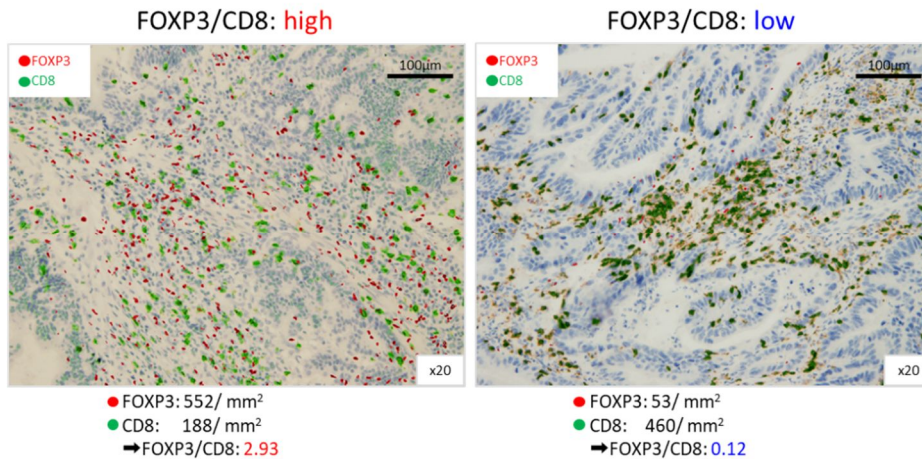 FOXP3/CD8: high
FOXP3
CD8
100μm
x20
FOXP3: 552/ mm²
CD8: 188/ mm²
➡FOXP3/CD8: 2.93
FOXP3/CD8: low
FOXP3
CD8
100μm
x20
FOXP3: 53/ mm²
CD8: 460/ mm²
➡FOXP3/CD8: 0.12